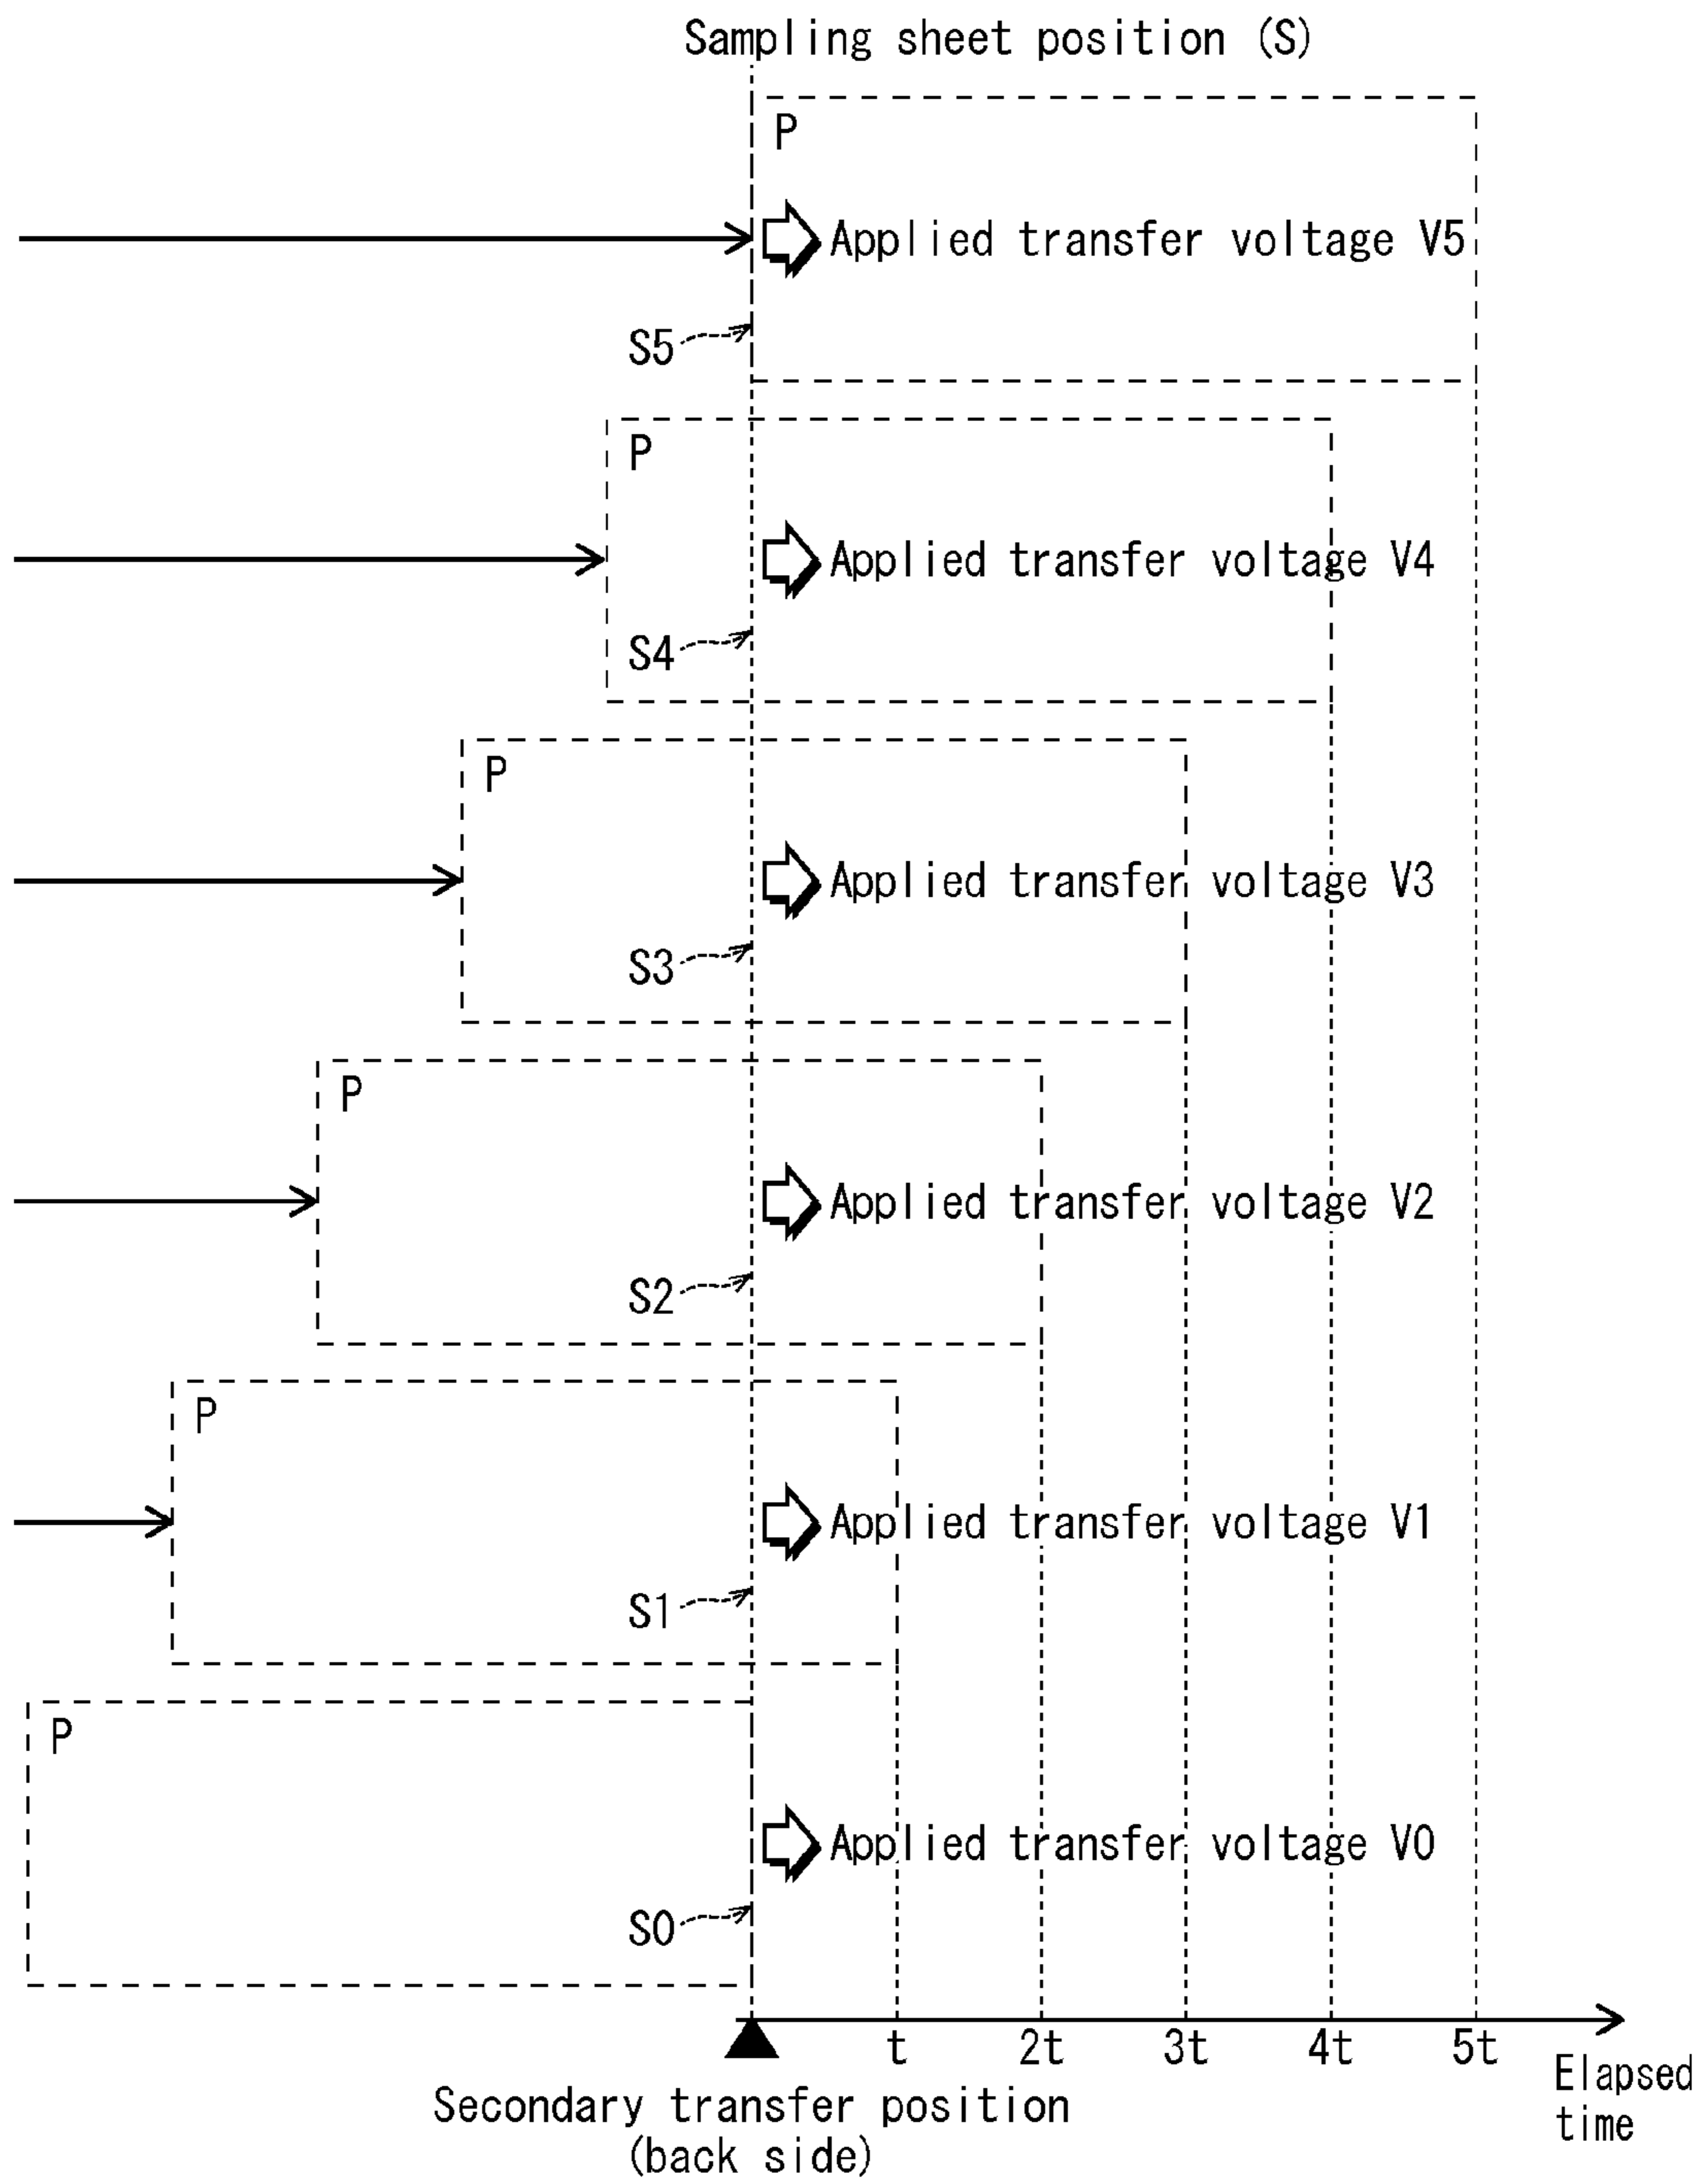 Sampling sheet position (S)
P
Applied transfer voltage V5
S5
P
Applied transfer voltage V4
S4
P
Applied transfer voltage V3
S3
P
Applied transfer voltage V2
S2
P
Applied transfer voltage V1
S1
P
Applied transfer voltage V0
S0
t 2t 3t 4t 5t
Elapsed
time
Secondary transfer position
(back side)